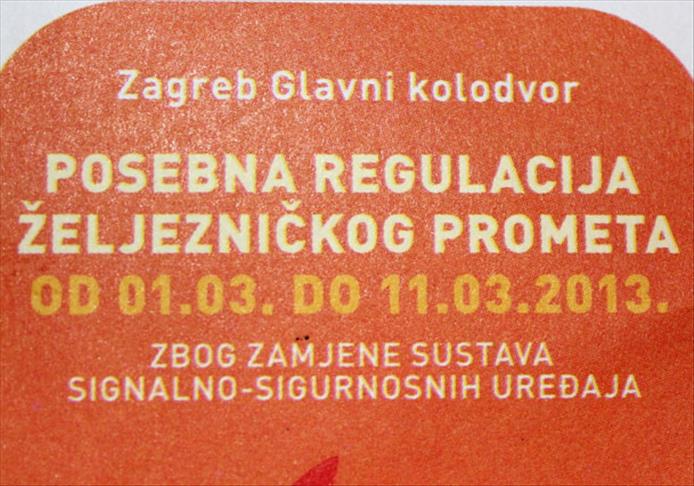 Zagreb Glavni kolodvor
POSEBNA REGULACIJA
ŽELJEZNIČKOG PROMETA
OD 01.03. DO 11.03.2013.
ZBOG ZAMJENE SUSTAVA
SIGNALNO-SIGURNOSNIH UREĐAJA